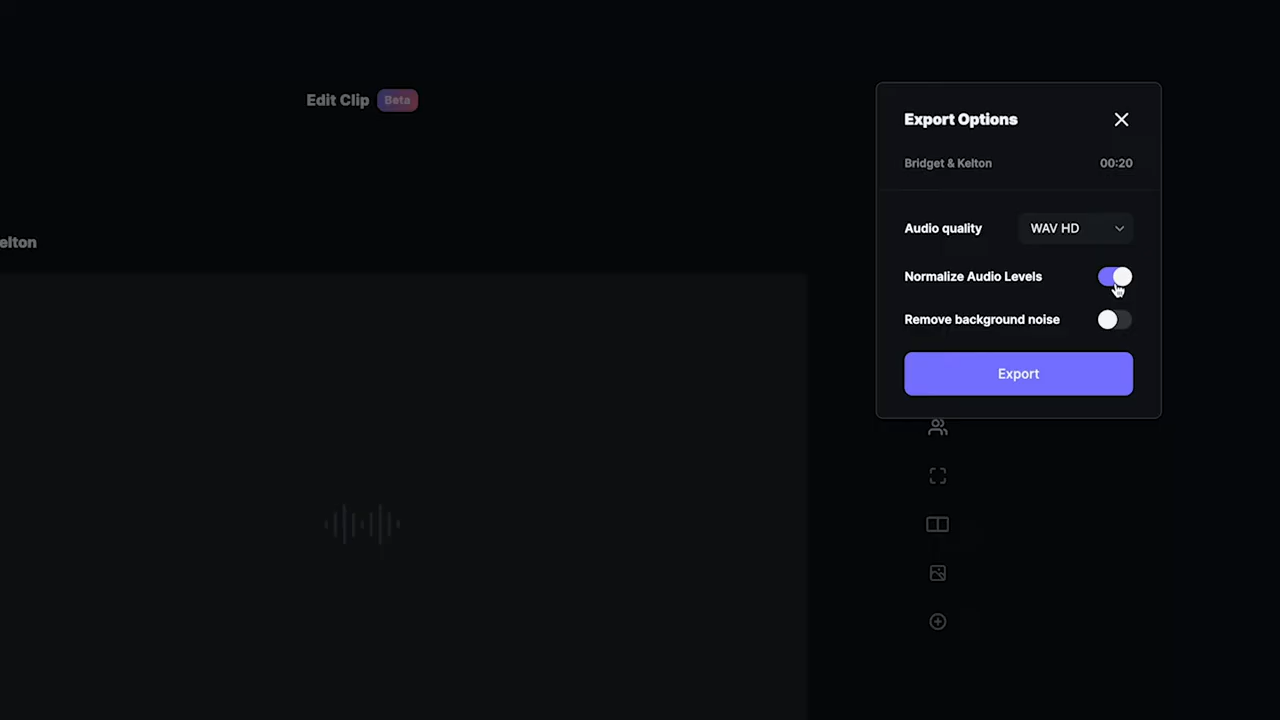 Edit Clip Beta
elton
Export Options
Bridget & Kelton 00:20
Audio quality WAV HD
Normalize Audio Levels
Remove background noise
Export